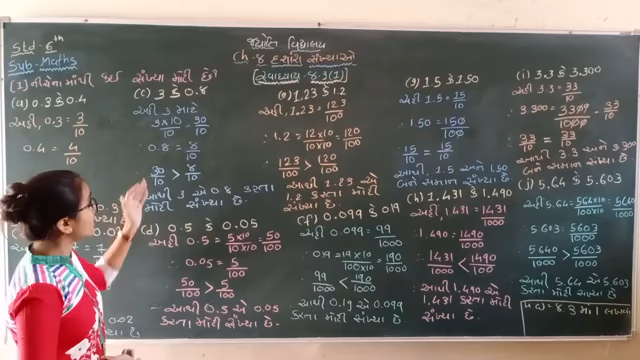 Std-6th
Sub-Maths
જ્યોતિ વિદ્યાલય
Ch-૪ દશાંશ સંખ્યાઓ
સ્વાધ્યાય ૪.૩(1)
(1) નીચેનામાંથી કઈ સંખ્યા મોટી છે?
(a) 0.3 કે 0.4
અહીં, 0.3 = 3/10
0.4 = 4/10
(c) 3 કે 0.8
અહીં 3 માટે
3×10/10 = 30/10
∴ 0.8 = 8/10
∴ 30/10 > 8/10
આથી 3 એ 0.8 કરતા
મોટી સંખ્યા છે.
(d) 0.5 કે 0.05
અહીં 0.5 = 5×10/10×10 = 50/100
∴ 0.05 = 5/100
50/100 > 5/100
∴ આથી 0.5 એ 0.05
કરતા મોટી સંખ્યા છે.
(e) 1.23 કે 1.2
અહીં, 1.23 = 123/100
∴ 1.2 = 12×10/10×10 = 120/100
123/100 > 120/100
આથી 1.23 એ
1.2 કરતા મોટી
સંખ્યા છે.
(f) 0.099 કે 0.19
અહીં 0.099 = 99/1000
∴ 0.19 = 19×10/100×10 = 190/1000
99/1000 < 190/1000
આથી 0.19 એ 0.099
કરતા મોટી સંખ્યા છે.
(g) 1.5 કે 1.50
અહીં 1.5 = 15/10
∴ 1.50 = 150/100
∴ 15/10 = 15/10
∴ આથી 1.5 અને 1.50
બંને સમાન સંખ્યા છે.
(h) 1.431 કે 1.490
અહીં 1.431 = 1431/1000
∴ 1.490 = 1490/1000
∴ 1431/1000 < 1490/1000
∴ આથી 1.490 એ
1.431 કરતા મોટી
સંખ્યા છે.
(i) 3.3 કે 3.300
અહીં 3.3 = 33/10
∴ 3.300 = 3300/1000 = 33/10
33/10 = 33/10
આથી 3.3 અને 3.300
બંને સમાન સંખ્યા છે.
(j) 5.64 કે 5.603
અહીં 5.64 = 564×10/100×10 = 5640/1000
∴ 5.603 = 5603/1000
5640/1000 > 5603/1000
આથી 5.64 એ 5.603
કરતા મોટી સંખ્યા છે.